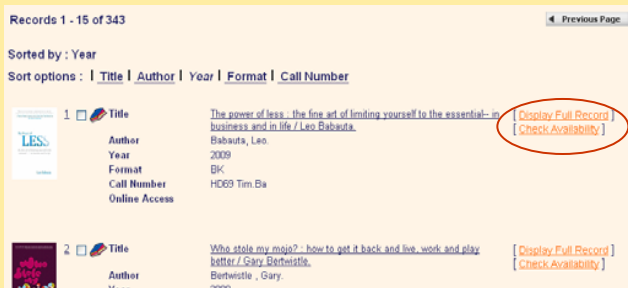 Records 1 - 15 of 343
Previous Page
Sorted by : Year
Sort options : | Title | Author | Year | Format | Call Number
1 Title The power of less : the fine art of limiting yourself to the essential-- in [ Display Full Record ]
business and in life / Leo Babauta. [ Check Availability ]
Author Babauta, Leo.
Year 2009
Format BK
Call Number HD69 Tim.Ba
Online Access
LESS
2 Title Who stole my mojo? : how to get it back and live, work and play [ Display Full Record ]
better / Gary Bertwistle. [ Check Availability ]
Author Bertwistle , Gary.